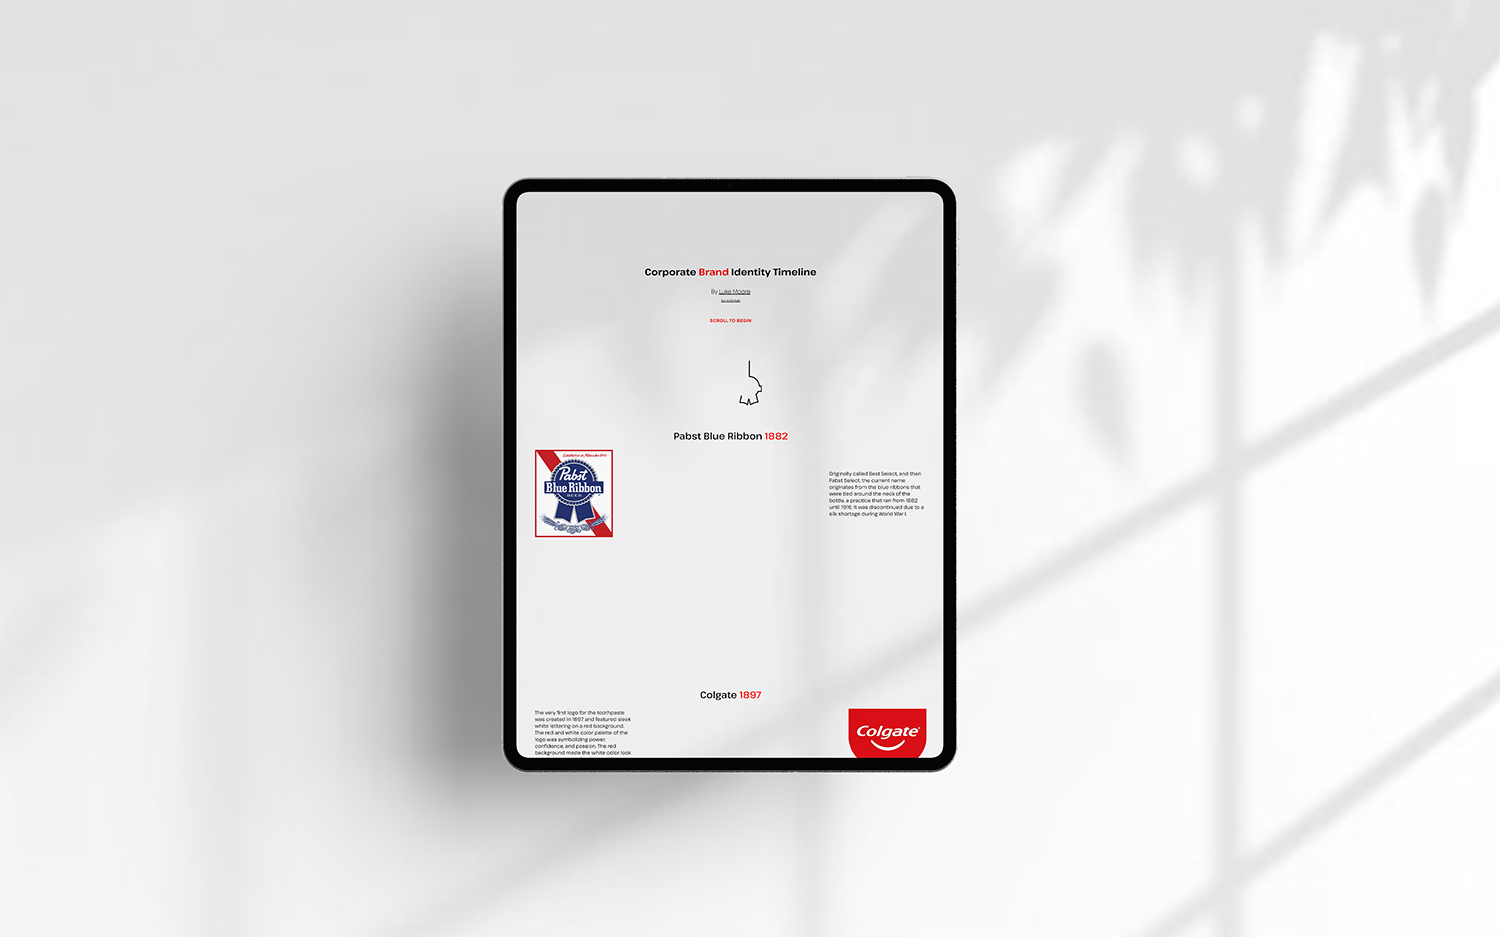 Corporate Brand Identity Timeline
By Luke Moore
SCROLL TO BEGIN
Pabst Blue Ribbon 1882
Established in Milwaukee 1844
Pabst
Blue Ribbon
BEER
Originally called Best Select, and then
Pabst Select, the current name
originates from the blue ribbons that
were tied around the neck of the
bottle, a practice that ran from 1882
until 1916. It was discontinued due to a
silk shortage during World War I.
Colgate 1897
The very first logo for the toothpaste
was created in 1897 and featured sleek
white lettering on a red background.
The red and white color palette of the
logo was symbolizing power,
confidence, and passion. The red
background made the white color look
Colgate